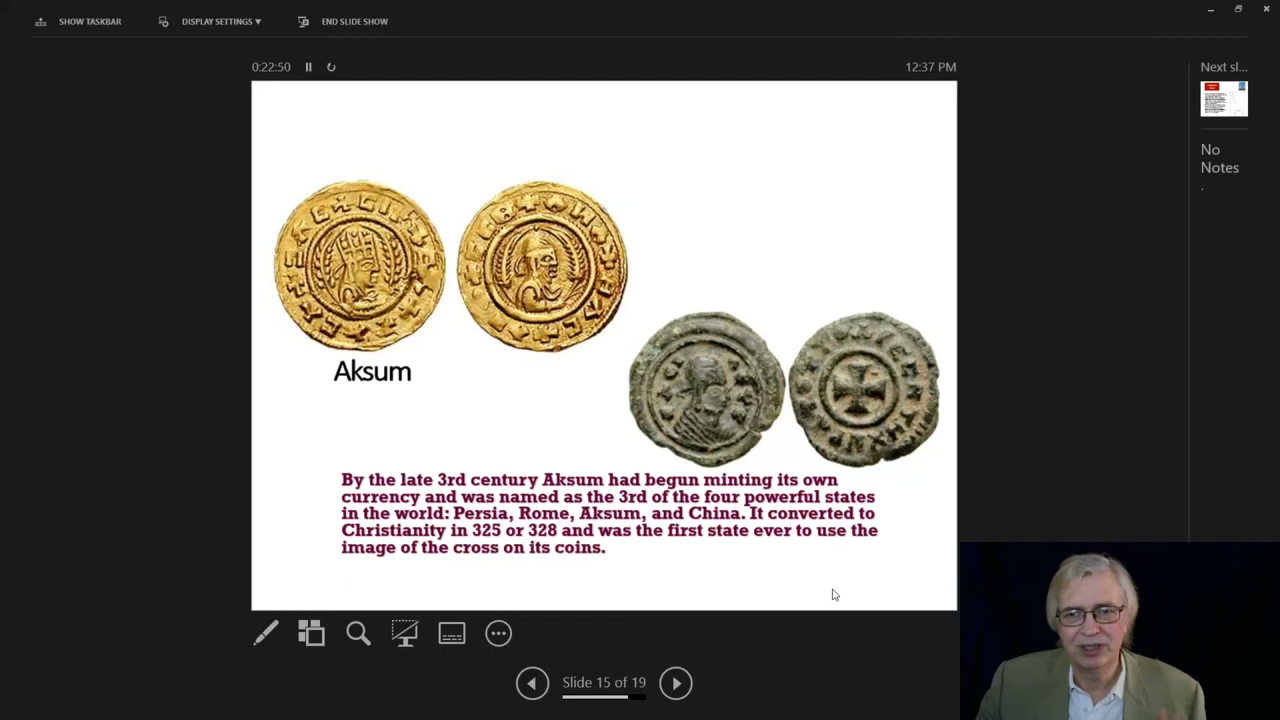 SHOW TASKBAR
DISPLAY SETTINGS ▼
END SLIDE SHOW
0:22:50
12:37 PM
Next sl...
No
Notes
.
Aksum
By the late 3rd century Aksum had begun minting its own
currency and was named as the 3rd of the four powerful states
in the world: Persia, Rome, Aksum, and China. It converted to
Christianity in 325 or 328 and was the first state ever to use the
image of the cross on its coins.
Slide 15 of 19